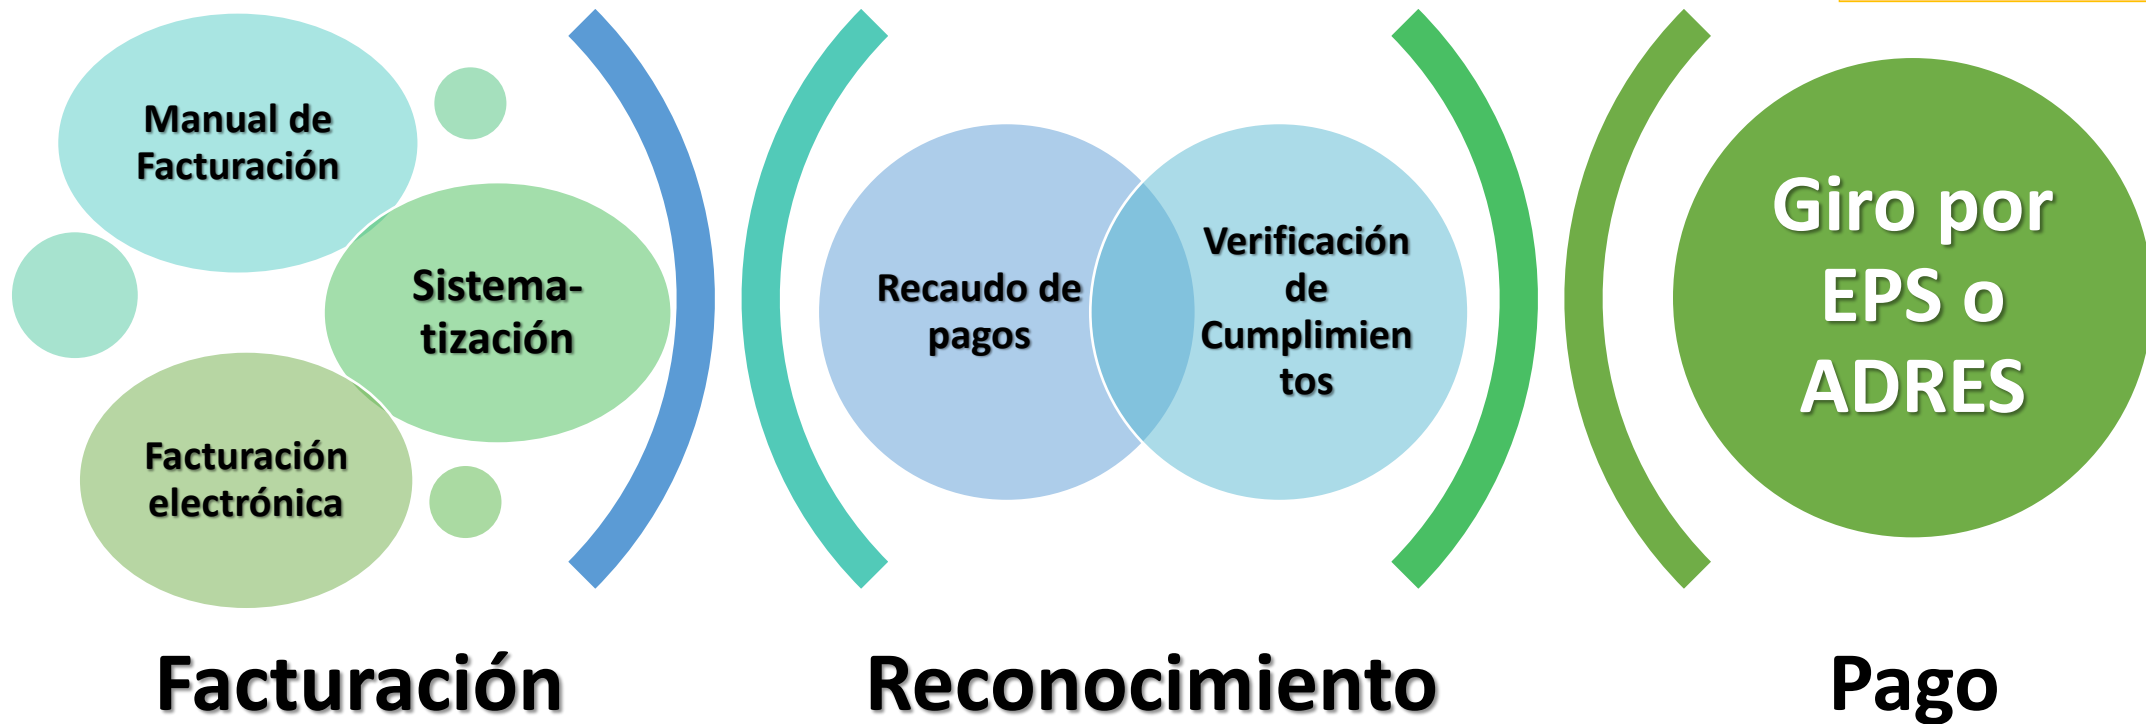 Manual de
Facturación
Sistema-
tización
Facturación
electrónica
Facturación
Recaudo de
pagos
Verificación
de
Cumplimien
tos
Reconocimiento
Giro por
EPS o
ADRES
Pago